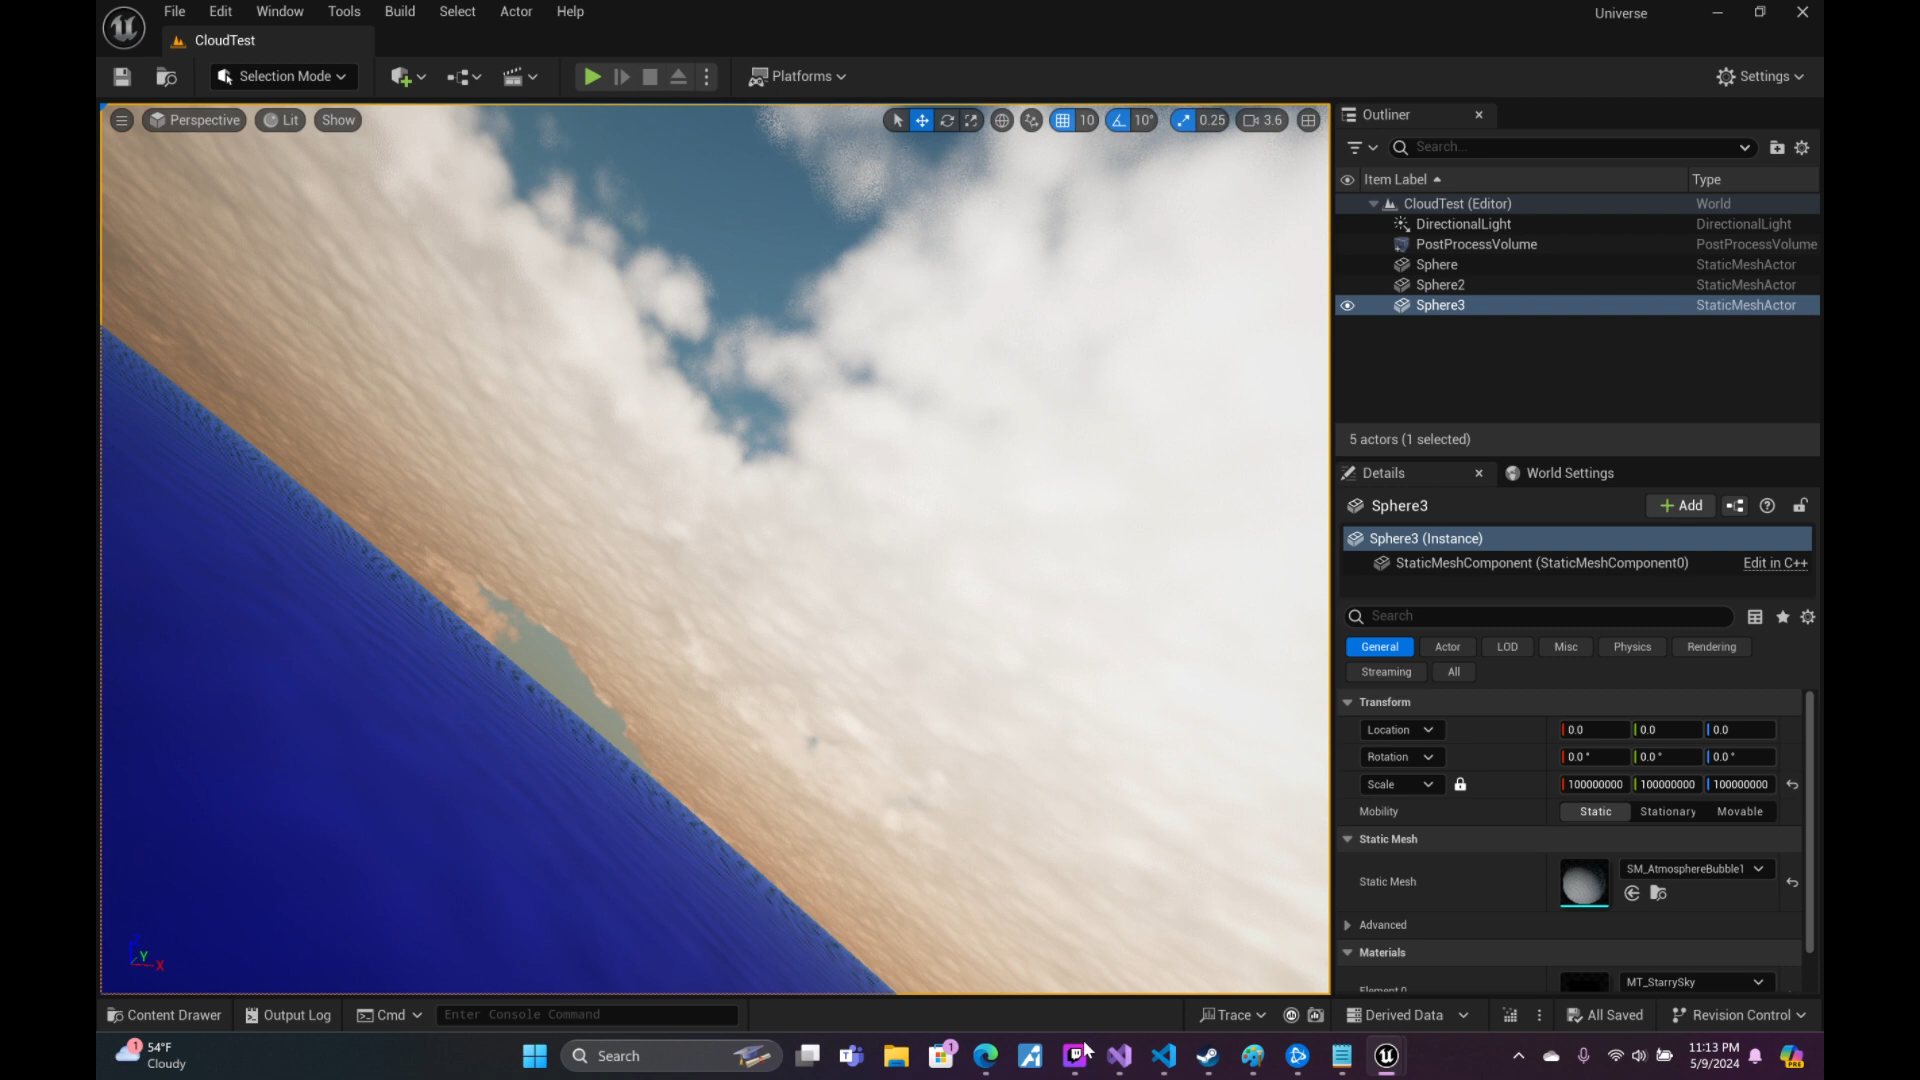 File Edit Window Tools Build Select Actor Help
Universe
CloudTest
Selection Mode
Platforms
Settings
Perspective
Lit
Show
10
10°
0.25
3.6
Outliner
Search...
Item Label
Type
CloudTest (Editor)
World
DirectionalLight
DirectionalLight
PostProcessVolume
PostProcessVolume
Sphere
StaticMeshActor
Sphere2
StaticMeshActor
Sphere3
StaticMeshActor
5 actors (1 selected)
Details
World Settings
Sphere3
Add
Sphere3 (Instance)
StaticMeshComponent (StaticMeshComponent0)
Edit in C++
Search
General Actor LOD Misc Physics Rendering
Streaming All
Transform
Location
0.0 0.0 0.0
Rotation
0.0 ° 0.0 ° 0.0 °
Scale
100000000 100000000 100000000
Mobility
Static Stationary Movable
Static Mesh
Static Mesh
SM_AtmosphereBubble1
Advanced
Materials
Element 0
MT_StarrySky
Y
X
Content Drawer
Output Log
Cmd
Enter Console Command
Trace
Derived Data
All Saved
Revision Control
1
54°F
Cloudy
Search
1
PRE
11:13 PM
5/9/2024